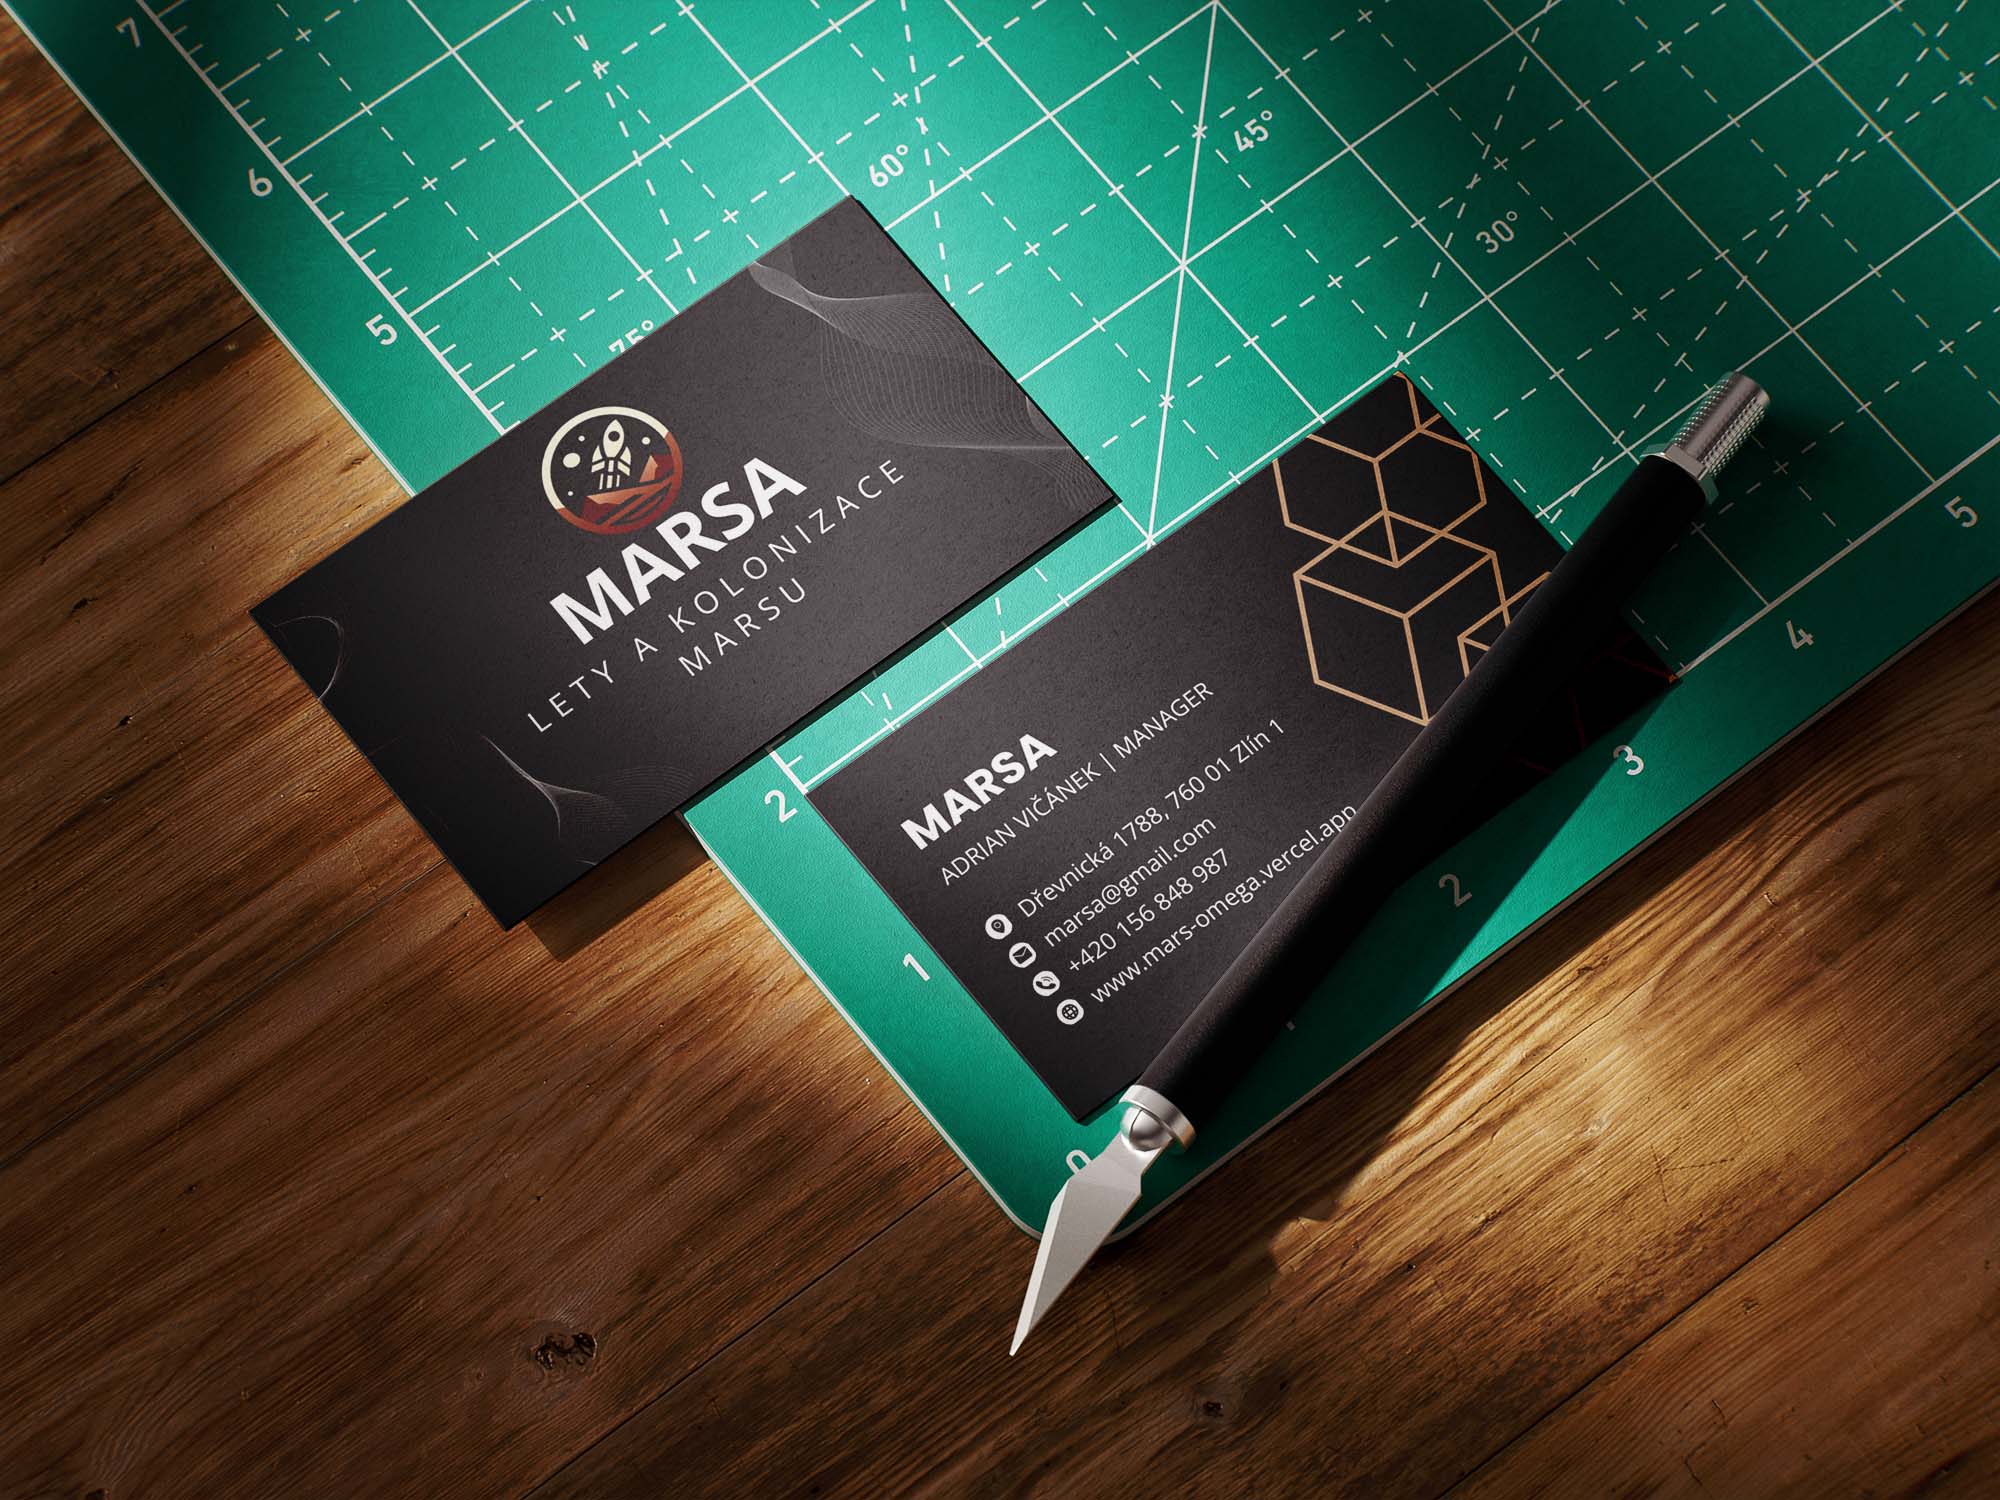 7
6
5
75°
60°
45°
30°
MARSA
LETY A KOLONIZACE
MARSU
MARSA
ADRIAN VIČÁNEK | MANAGER
Dřevnická 1788, 760 01 Zlín 1
marsa@gmail.com
+420 156 848 987
www.mars-omega.vercel.app
2
1
0
2
3
4
5